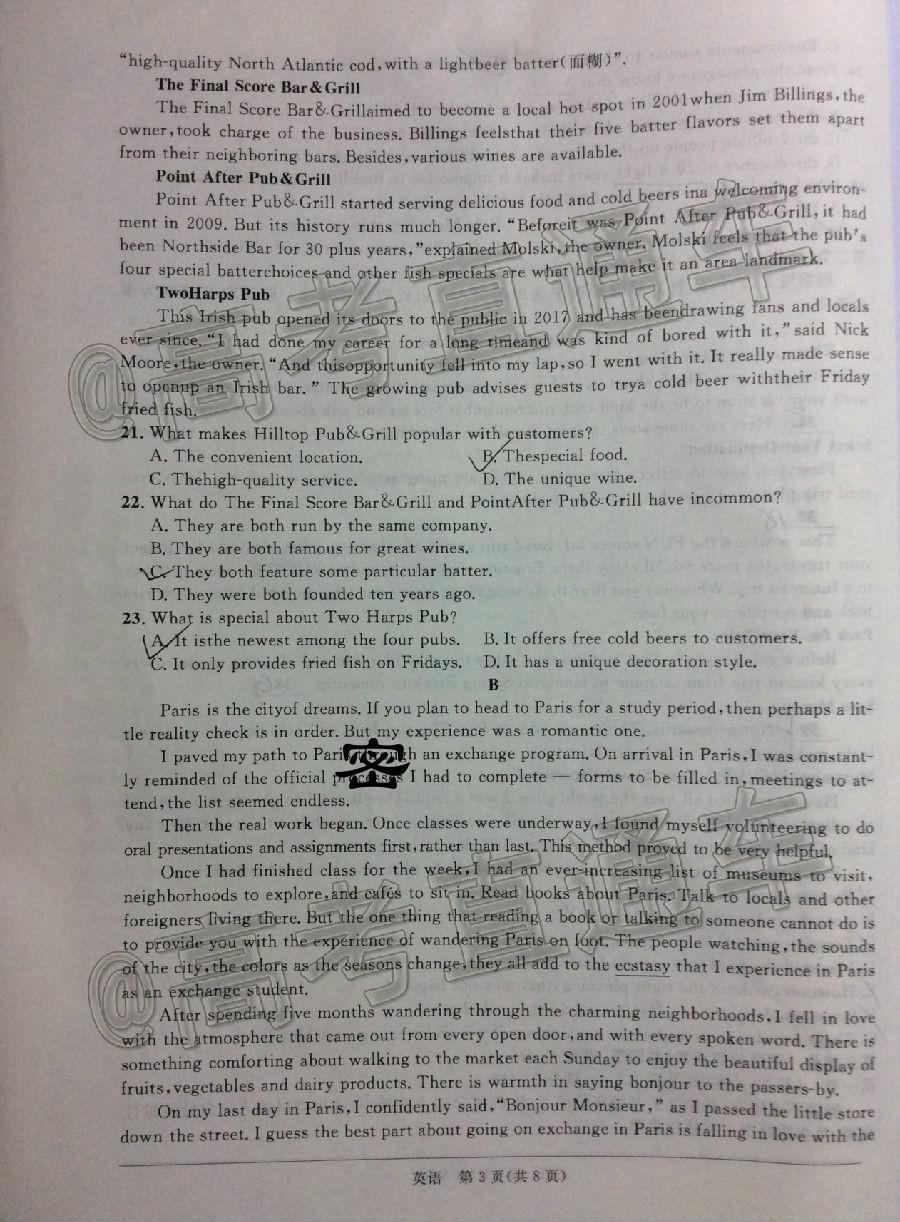 “high-quality North Atlantic cod,with a lightbeer batter(面糊)”.
The Final Score Bar&Grill
The Final Score Bar&Grillaimed to become a local hot spot in 2001when Jim Billings,the
owner,took charge of the business. Billings feelsthat their five batter flavors set them apart
from their neighboring bars. Besides,various wines are available.
Point After Pub&Grill
Point After Pub&Grill started serving delicious food and cold beers ina welcoming environ-
ment in 2009. But its history runs much longer. “Beforeit was Point After Pub&Grill,it had
been Northside Bar for 30 plus years,”explained Molski,the owner. Molski feels that the pub's
four special batterchoices and other fish specials are what help make it an area landmark.
TwoHarps Pub
This Irish pub opened its doors to the public in 2017 and has beendrawing fans and locals
ever since. “I had done my career for a long timeand was kind of bored with it,” said Nick
Moore,the owner. “And thisopportunity fell into my lap,so I went with it. It really made sense
to openup an Irish bar. ” The growing pub advises guests to trya cold beer withtheir Friday
fried fish.
21. What makes Hilltop Pub&Grill popular with customers?
A. The convenient location. B. Thespecial food.
C. Thehigh-quality service. D. The unique wine.
22. What do The Final Score Bar&Grill and PointAfter Pub&Grill have incommon?
A. They are both run by the same company.
B. They are both famous for great wines.
C. They both feature some particular batter.
D. They were both founded ten years ago.
23. What is special about Two Harps Pub?
A. It isthe newest among the four pubs. B. It offers free cold beers to customers.
C. It only provides fried fish on Fridays. D. It has a unique decoration style.
B
Paris is the cityof dreams. If you plan to head to Paris for a study period,then perhaps a lit-
tle reality check is in order. But my experience was a romantic one.
I paved my path to Paris through an exchange program. On arrival in Paris,I was constant-
ly reminded of the official processes I had to complete — forms to be filled in,meetings to at-
tend,the list seemed endless.
密
Then the real work began. Once classes were underway,I found myself volunteering to do
oral presentations and assignments first,rather than last. This method proved to be very helpful.
Once I had finished class for the week,I had an ever-increasing list of museums to visit,
neighborhoods to explore,and cafés to sit in. Read books about Paris. Talk to locals and other
foreigners living there. But the one thing that reading a book or talking to someone cannot do is
to provide you with the experience of wandering Paris on foot. The people watching,the sounds
of the city,the colors as the seasons change,they all add to the ecstasy that I experience in Paris
as an exchange student.
After spending five months wandering through the charming neighborhoods,I fell in love
with the atmosphere that came out from every open door,and with every spoken word. There is
something comforting about walking to the market each Sunday to enjoy the beautiful display of
fruits,vegetables and dairy products. There is warmth in saying bonjour to the passers-by.
On my last day in Paris,I confidently said,“Bonjour Monsieur,” as I passed the little store
down the street. I guess the best part about going on exchange in Paris is falling in love with the
英语 第 3 页(共 8 页)
@高考直通车
@高考直通车